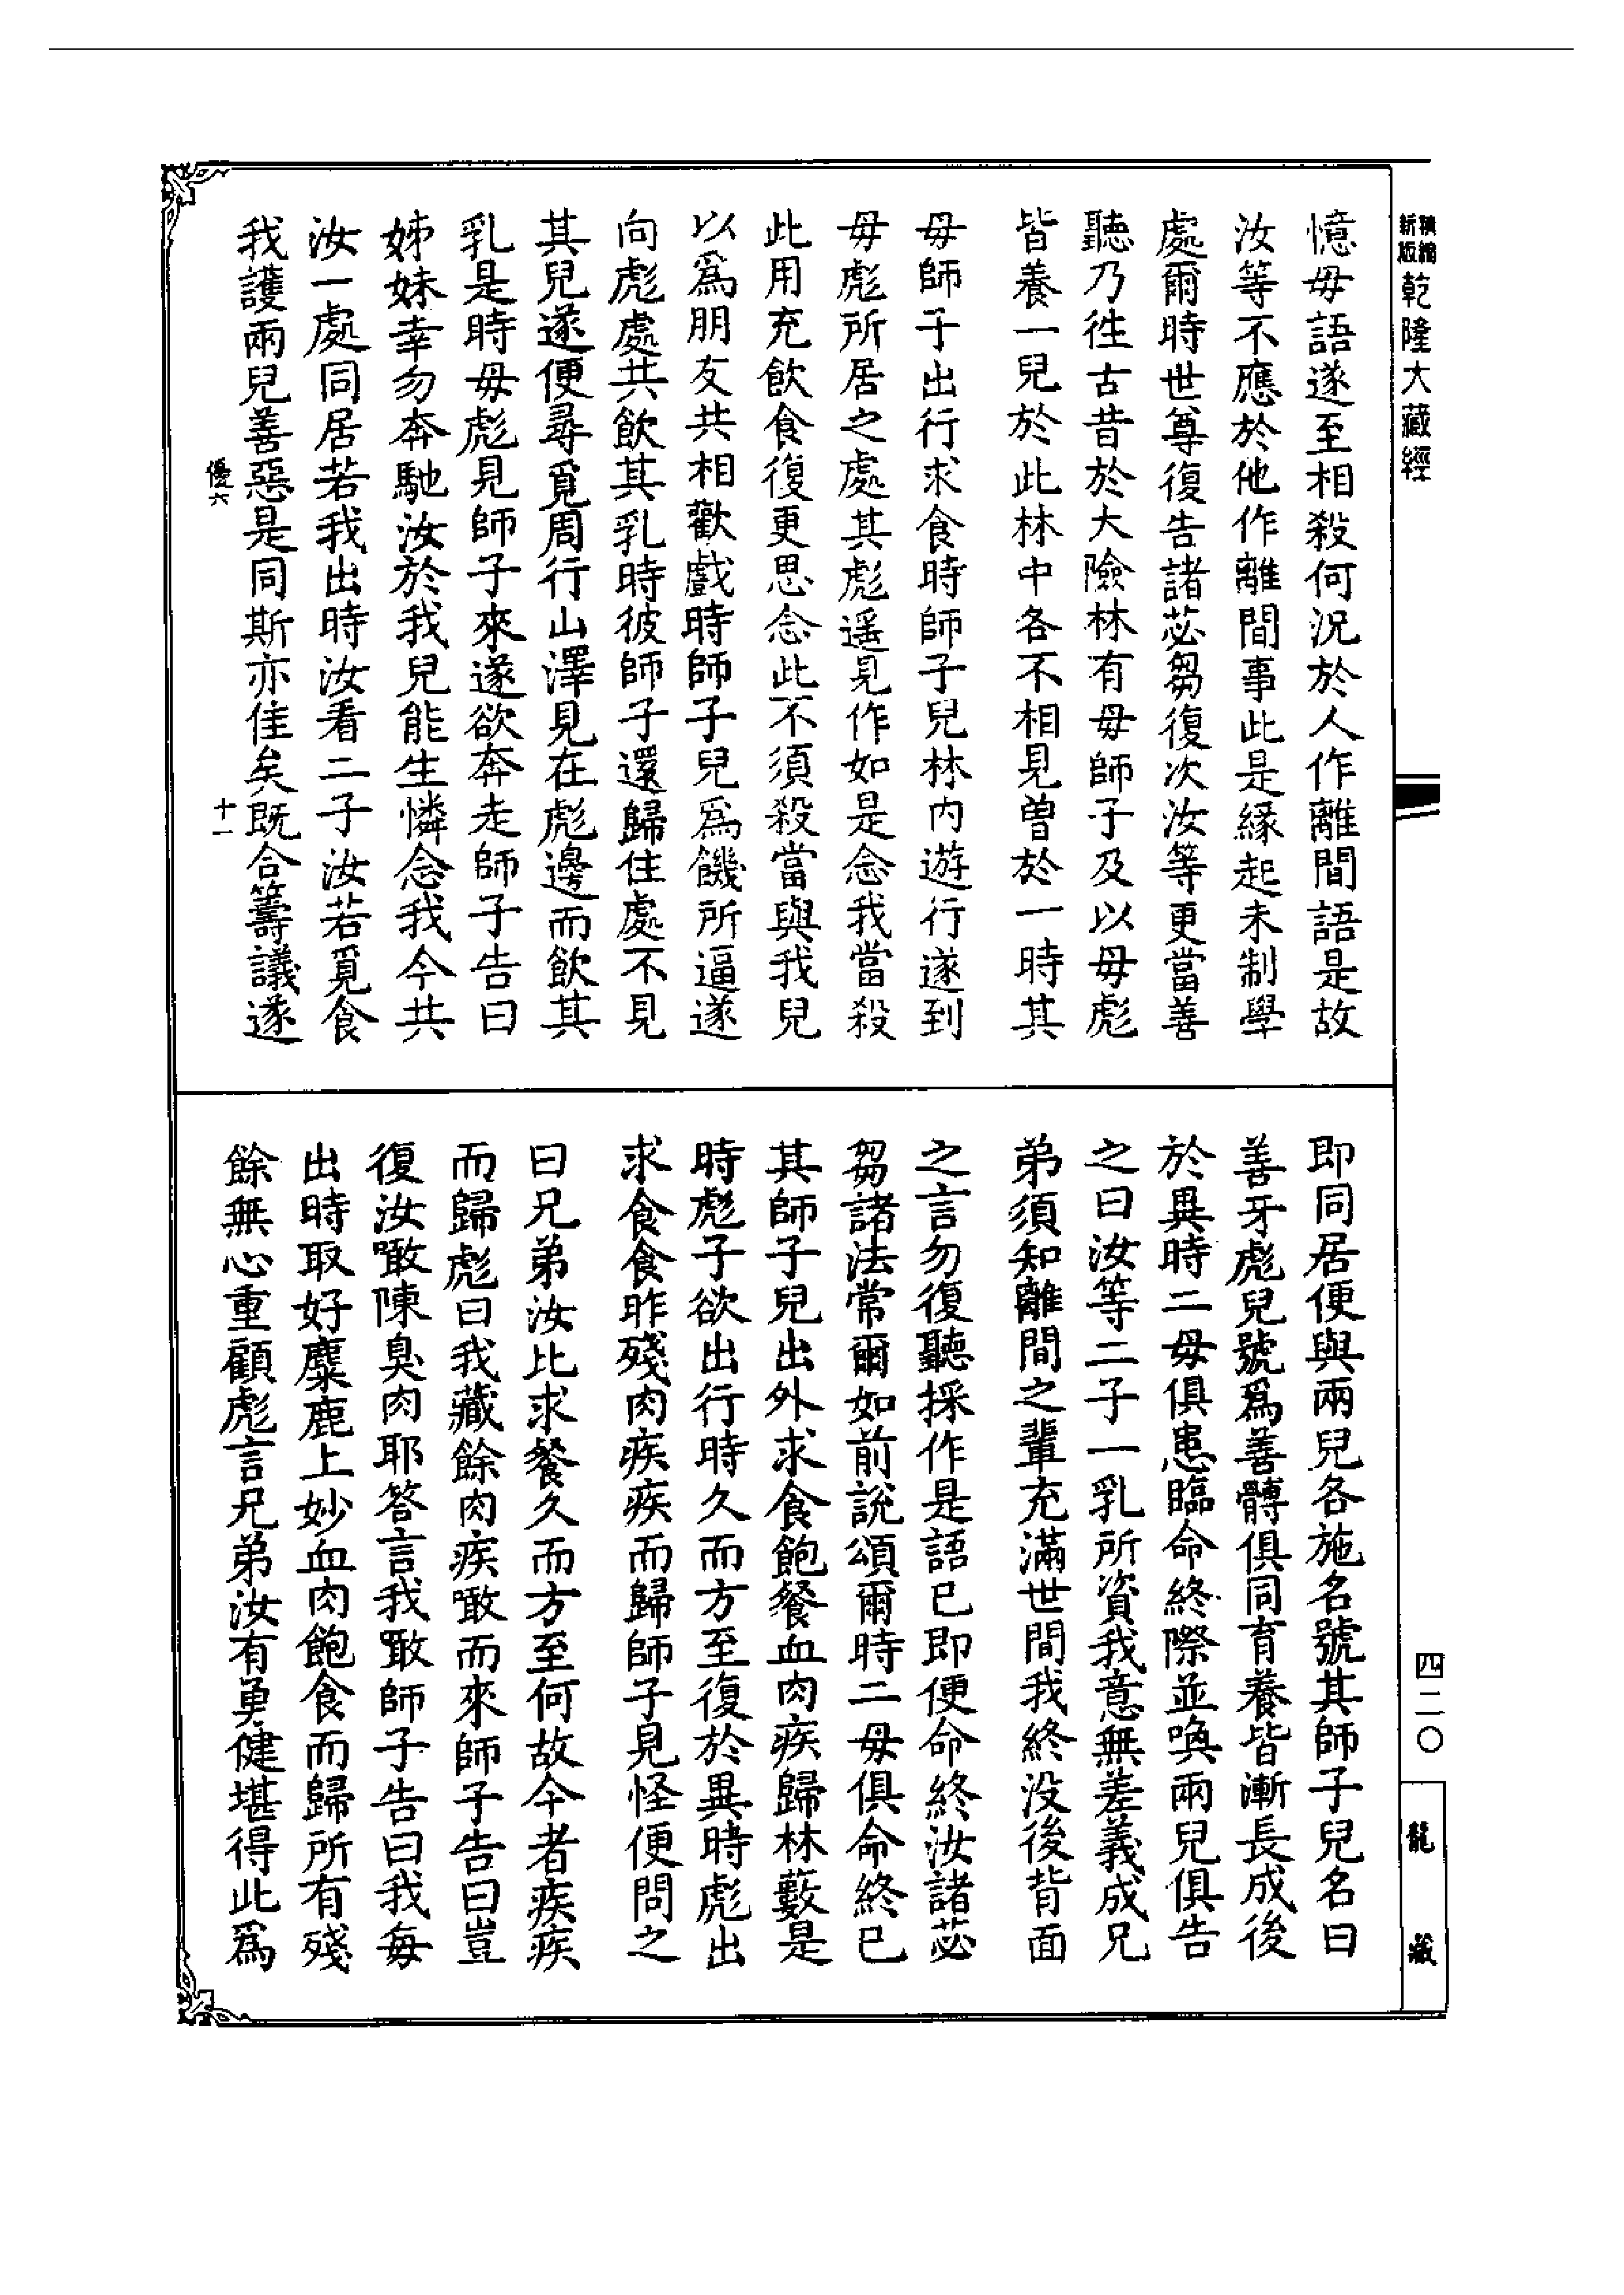 精編
新版
乾隆大藏經
憶毋語遂至相殺何況於人作離間語是故
汝等不應於他作離間事此是縁起未制學
處爾時世尊復告諸苾芻復次汝等更當善
聽乃徃古昔於大險林有毋師子及以毋彪
皆養一兒於此林中各不相見曽於一時其
毋師子出行求食時師子兒林内遊行遂到
毋彪所居之處其彪遥見作如是念我當殺
此用充飲食復更思念此不須殺當與我兒
以爲朋友共相歡戲時師子兒爲饑所逼遂
向彪處共飲其乳時彼師子還歸住處不見
其兒遂便尋覓周行山澤見在彪邊而飲其
乳是時毋彪見師子來遂欲奔走師子告曰
姊妹幸勿奔馳汝於我兒能生憐念我今共
汝一處同居若我出時汝看二子汝若覓食
我護兩兒善惡是同斯亦佳矣既合籌議遂
優六
十一
即同居便與兩兒各施名號其師子兒名曰
善牙彪兒號爲善髆俱同育養皆漸長成後
於異時二毋俱患臨命終際並喚兩兒俱告
之曰汝等二子一乳所資我意無差義成兄
弟須知離間之輩充滿世間我終没後背面
之言勿復聽採作是語已即便命終汝諸苾
芻諸法常爾如前說頌爾時二毋俱命終已
其師子兒出外求食飽餐血肉疾歸林藪是
時彪子欲出行時久而方至復於異時彪出
求食食昨殘肉疾疾而歸師子見怪便問之
曰兄弟汝比求餐久而方至何故今者疾疾
而歸彪曰我藏餘肉疾噉而來師子告曰豈
復汝噉陳臭肉耶答言我噉師子告曰我每
出時取好麋鹿上妙血肉飽食而歸所有殘
餘無心重顧彪言兄弟汝有勇健堪得此爲
四二〇
龍藏